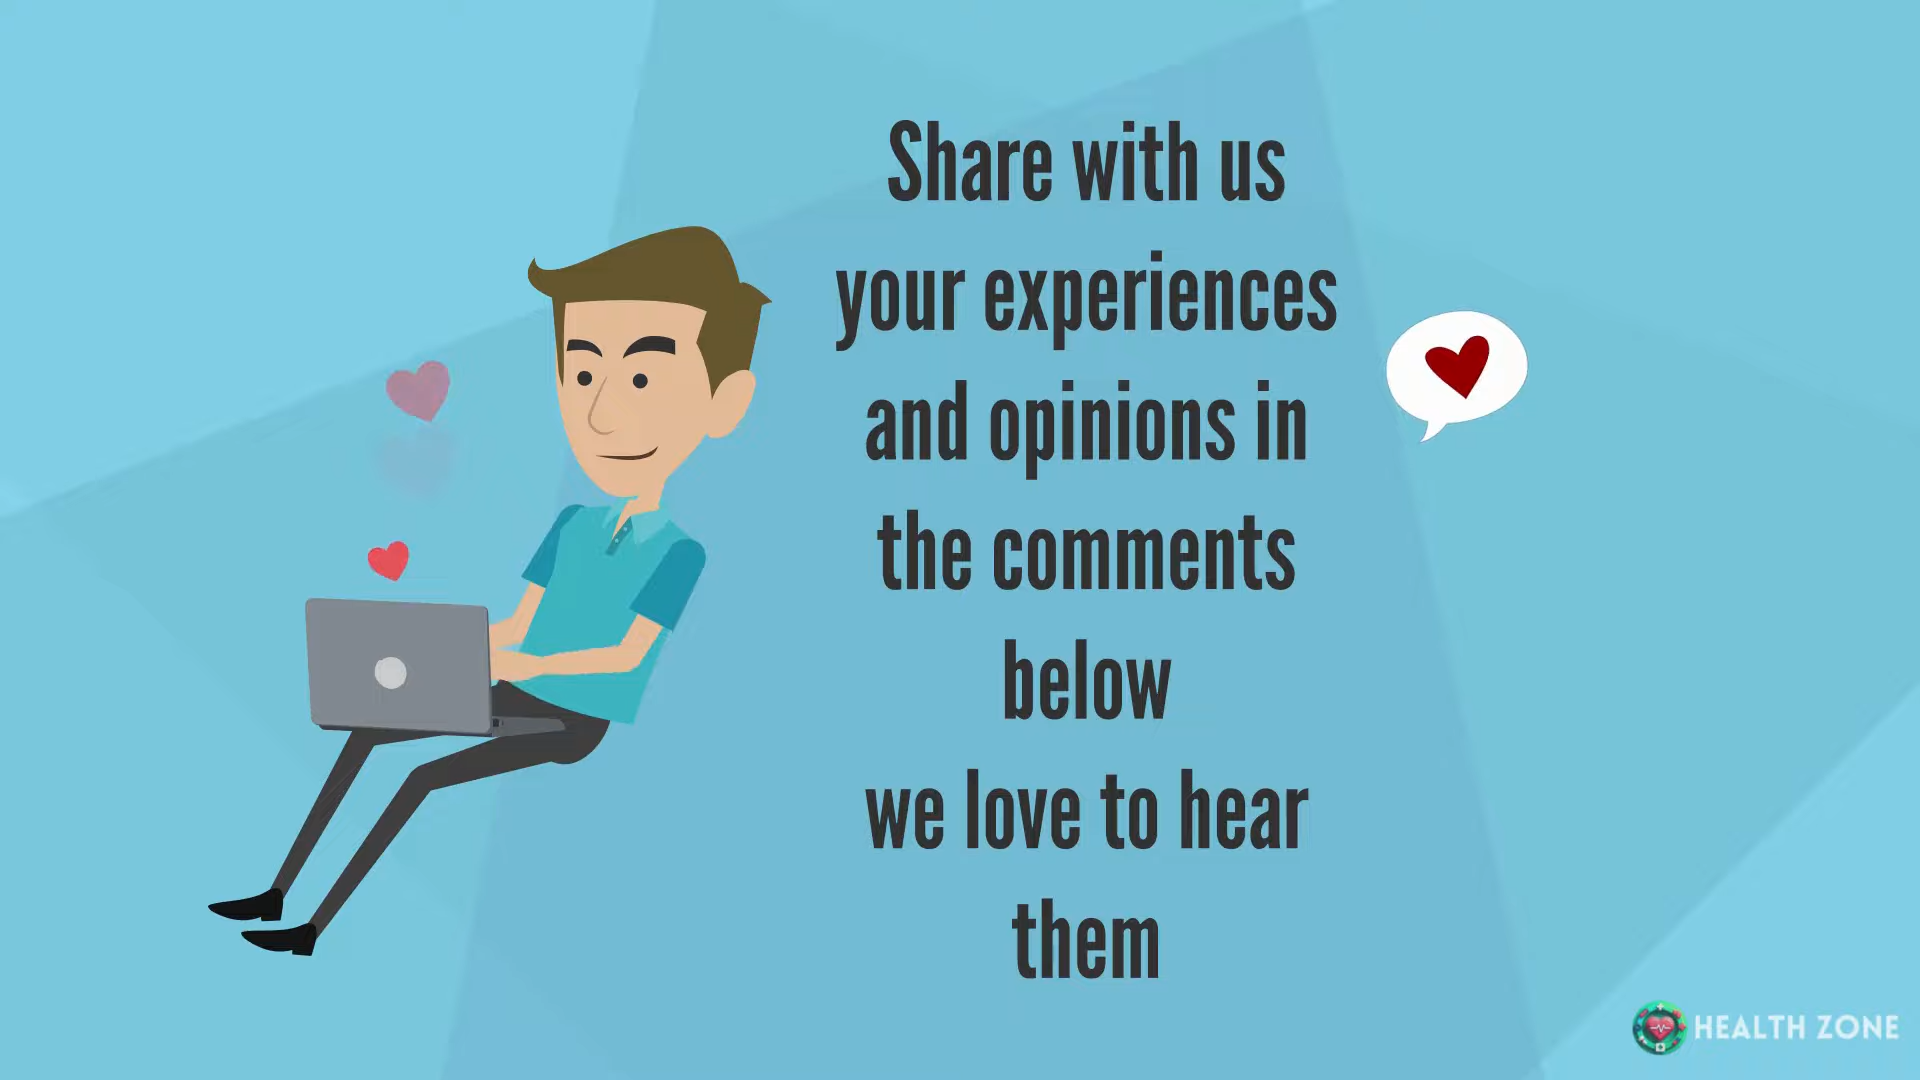 Share with us
your experiences
and opinions in
the comments
below
we love to hear
them
HEALTH ZONE